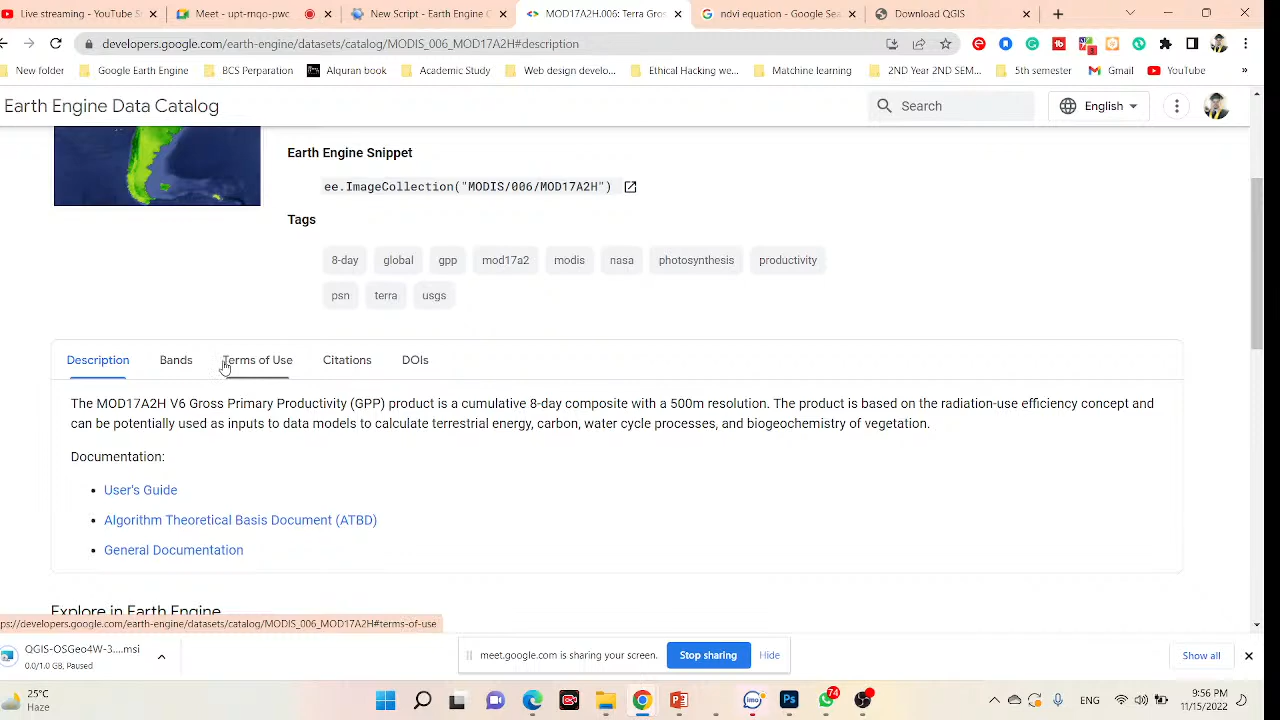 YouTube - Live streaming - YouTube S
Meet - upt-rrqo-pwc
New Script - Earth Engine C
MOD17A2H.006: Terra Gros
ndvi equation - Google Sea
Download QGIS
developers.google.com/earth-engine/datasets/catalog/MODIS_006_MOD17A2H#description
New folder
Google Earth Engine
BCS Perparation
Alquran book
Academy Study
Web design develo...
Ethical Hacking we...
Matchine learning
2ND Year 2ND SEM...
5th semester
Gmail
YouTube
»
Earth Engine Data Catalog
Search
English
Earth Engine Snippet
ee.ImageCollection("MODIS/006/MOD17A2H")
Tags
8-day
global
gpp
mod17a2
modis
nasa
photosynthesis
productivity
psn
terra
usgs
Description
Bands
Terms of Use
Citations
DOIs
The MOD17A2H V6 Gross Primary Productivity (GPP) product is a cumulative 8-day composite with a 500m resolution. The product is based on the radiation-use efficiency concept and
can be potentially used as inputs to data models to calculate terrestrial energy, carbon, water cycle processes, and biogeochemistry of vegetation.
Documentation:
• User's Guide
• Algorithm Theoretical Basis Document (ATBD)
• General Documentation
Explore in Earth Engine
ps://developers.google.com/earth-engine/datasets/catalog/MODIS_006_MOD17A2H#terms-of-use
QGIS-OSGeo4W-3....msi
0.0/1.0 GB, Paused
meet.google.com is sharing your screen.
Stop sharing
Hide
Show all
25°C
Haze
74
ENG
9:56 PM
11/15/2022